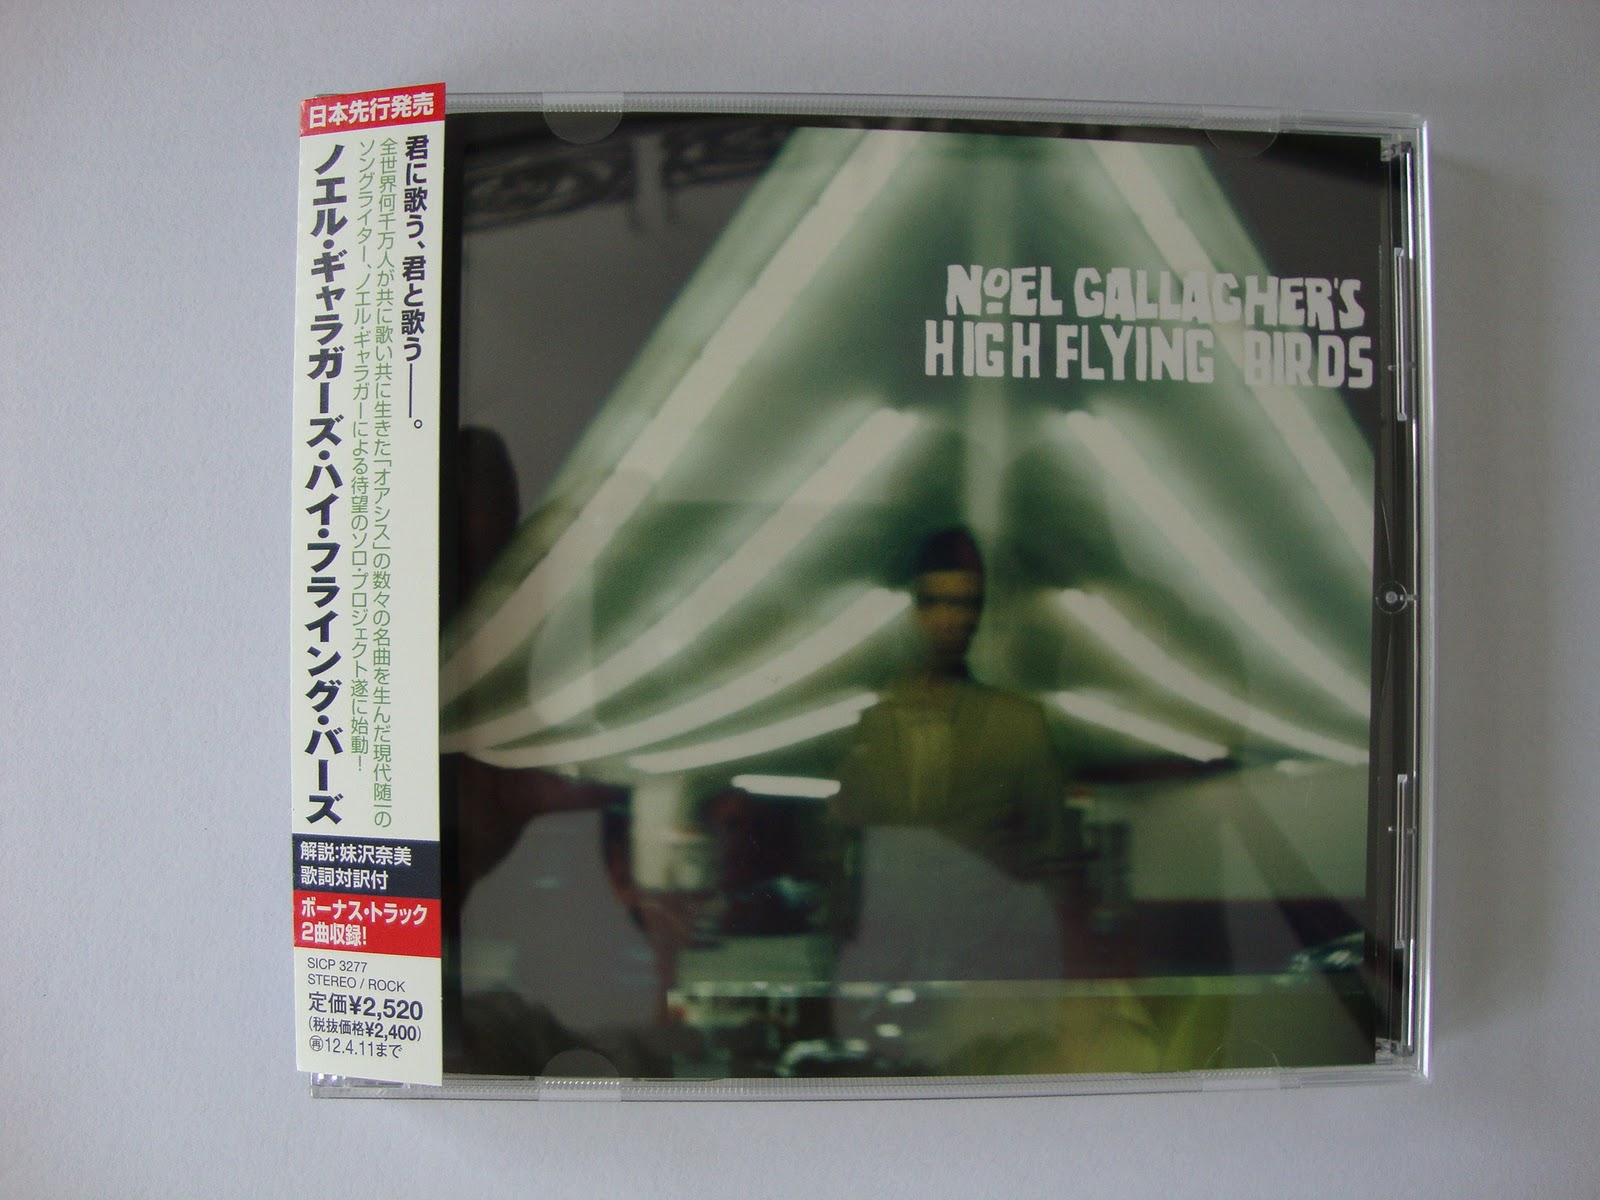 日本先行発売
君に歌う、君と歌う――。
全世界何千万人が共に歌い共に生きた「オアシス」の数々の名曲を生んだ現代随一の
ソングライター、ノエル・ギャラガーによる待望のソロ・プロジェクト遂に始動！
ノエル・ギャラガーズ・ハイ・フライング・バーズ
解説:妹沢奈美
歌詞対訳付
ボーナス・トラック
2曲収録!
SICP 3277
STEREO / ROCK
定価¥2,520
(税抜価格¥2,400)
㊢12.4.11まで
NOEL GALLAGHER'S
HIGH FLYING BIRDS